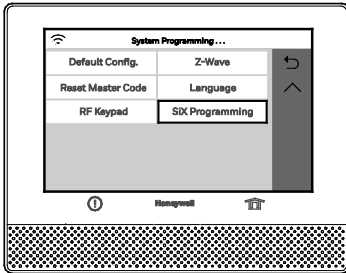 System Programming...
Default Config.
Z-Wave
Reset Master Code
Language
RF Keypad
SiX Programming
Honeywell